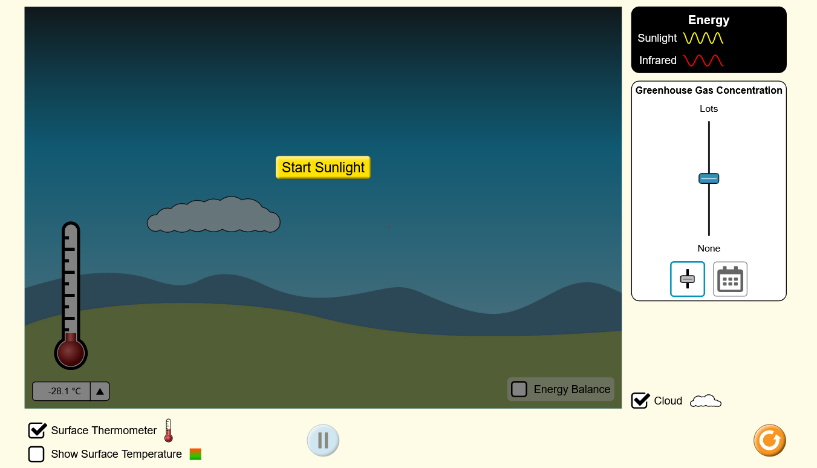 Energy
Sunlight
Infrared
Greenhouse Gas Concentration
Lots
None
Start Sunlight
-28.1 °C
Energy Balance
Cloud
Surface Thermometer
Show Surface Temperature